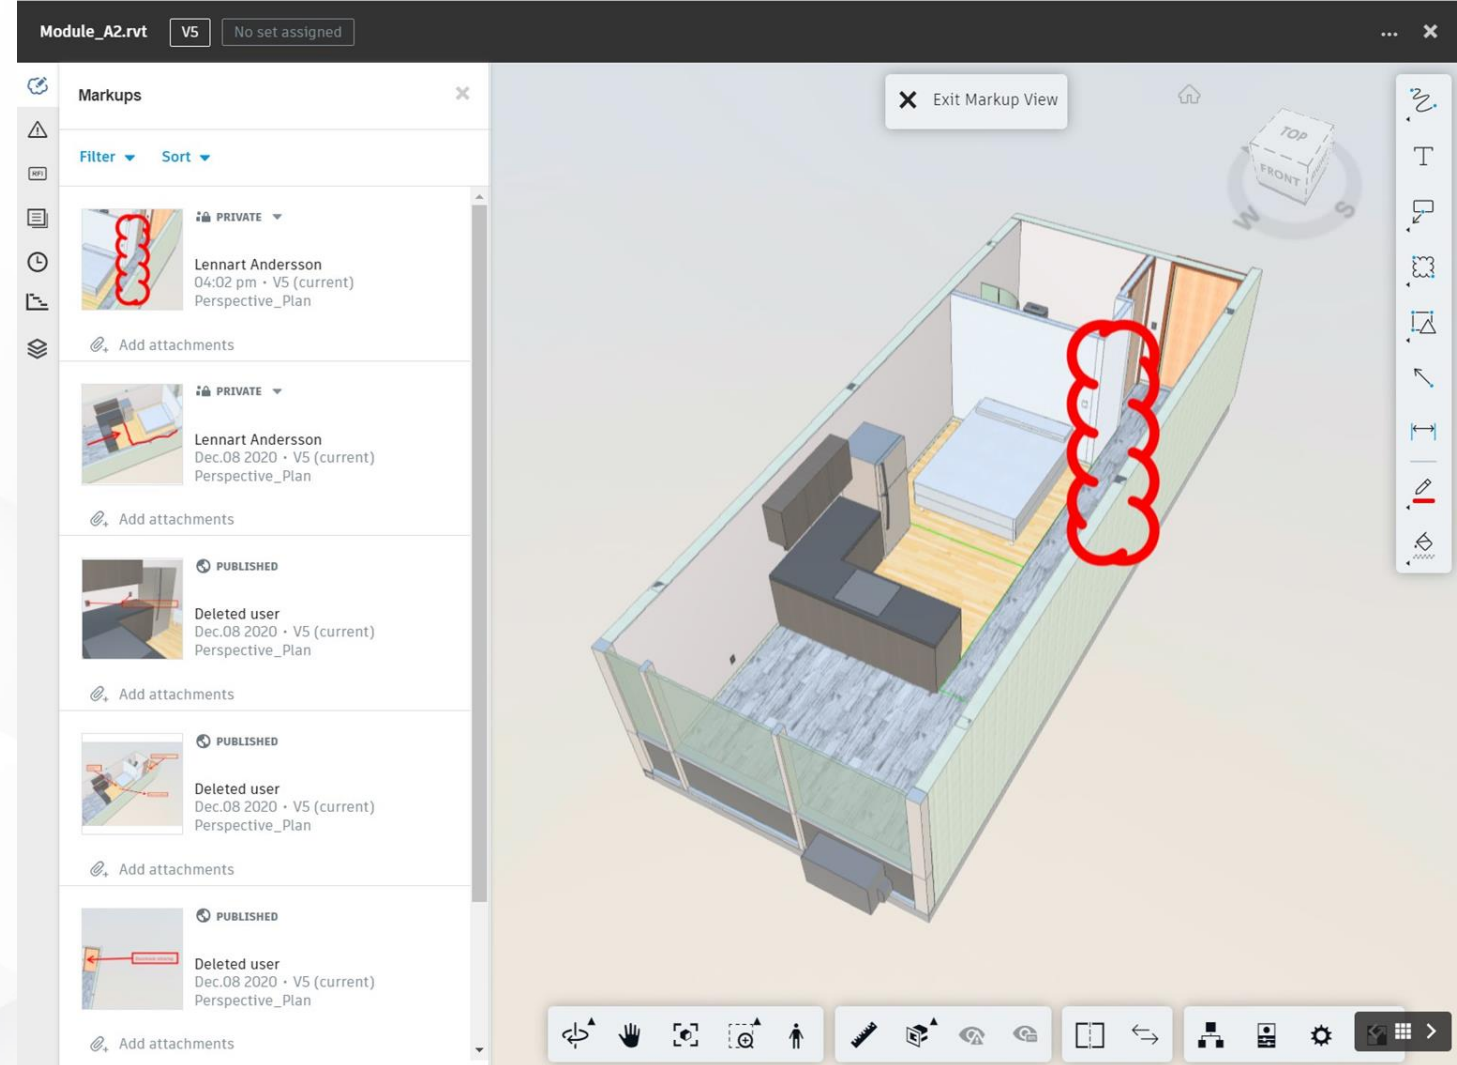 Module_A2.rvt V5 No set assigned
Markups
Exit Markup View
Filter Sort
RFI
PRIVATE
Lennart Andersson
04:02 pm • V5 (current)
Perspective_Plan
Add attachments
PRIVATE
Lennart Andersson
Dec.08 2020 • V5 (current)
Perspective_Plan
Add attachments
PUBLISHED
Deleted user
Dec.08 2020 • V5 (current)
Perspective_Plan
Add attachments
PUBLISHED
Deleted user
Dec.08 2020 • V5 (current)
Perspective_Plan
Add attachments
PUBLISHED
Deleted user
Dec.08 2020 • V5 (current)
Perspective_Plan
Add attachments
TOP
FRONT
W S